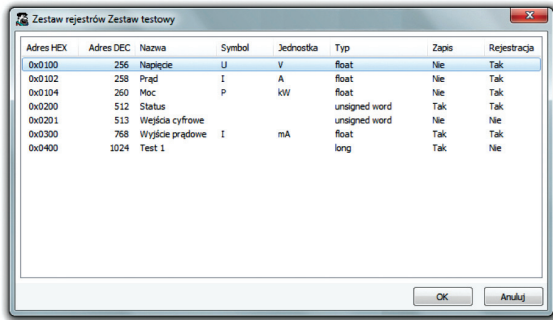 Zestaw rejestrów Zestaw testowy
Adres HEX Adres DEC Nazwa Symbol Jednostka Typ Zapis Rejestracja
0x0100 256 Napięcie U V float Nie Tak
0x0102 258 Prąd I A float Nie Tak
0x0104 260 Moc P kW float Nie Tak
0x0200 512 Status unsigned word Tak Tak
0x0201 513 Wejścia cyfrowe unsigned word Nie Nie
0x0300 768 Wyjście prądowe I mA float Tak Tak
0x0400 1024 Test 1 long Tak Nie
OK Anuluj